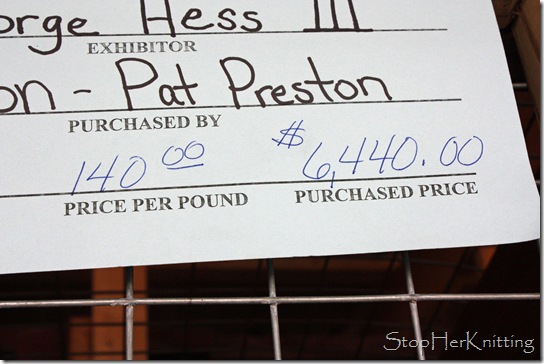 orge Hess III
EXHIBITOR
on - Pat Preston
PURCHASED BY
140 00 $6,440.00
PRICE PER POUND PURCHASED PRICE
StopHerKnitting